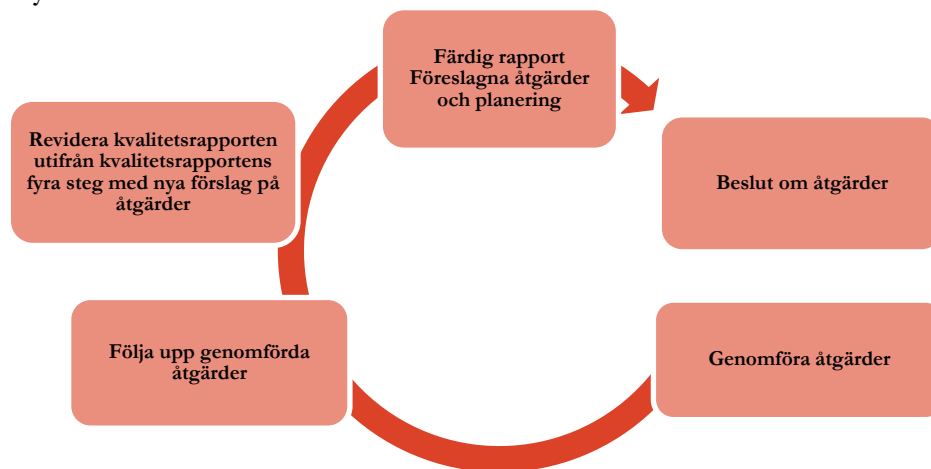 Färdig rapport
Föreslagna åtgärder
och planering
Beslut om åtgärder
Genomföra åtgärder
Följa upp genomförda
åtgärder
Revidera kvalitetsrapporten
utifrån kvalitetsrapportens
fyra steg med nya förslag på
åtgärder